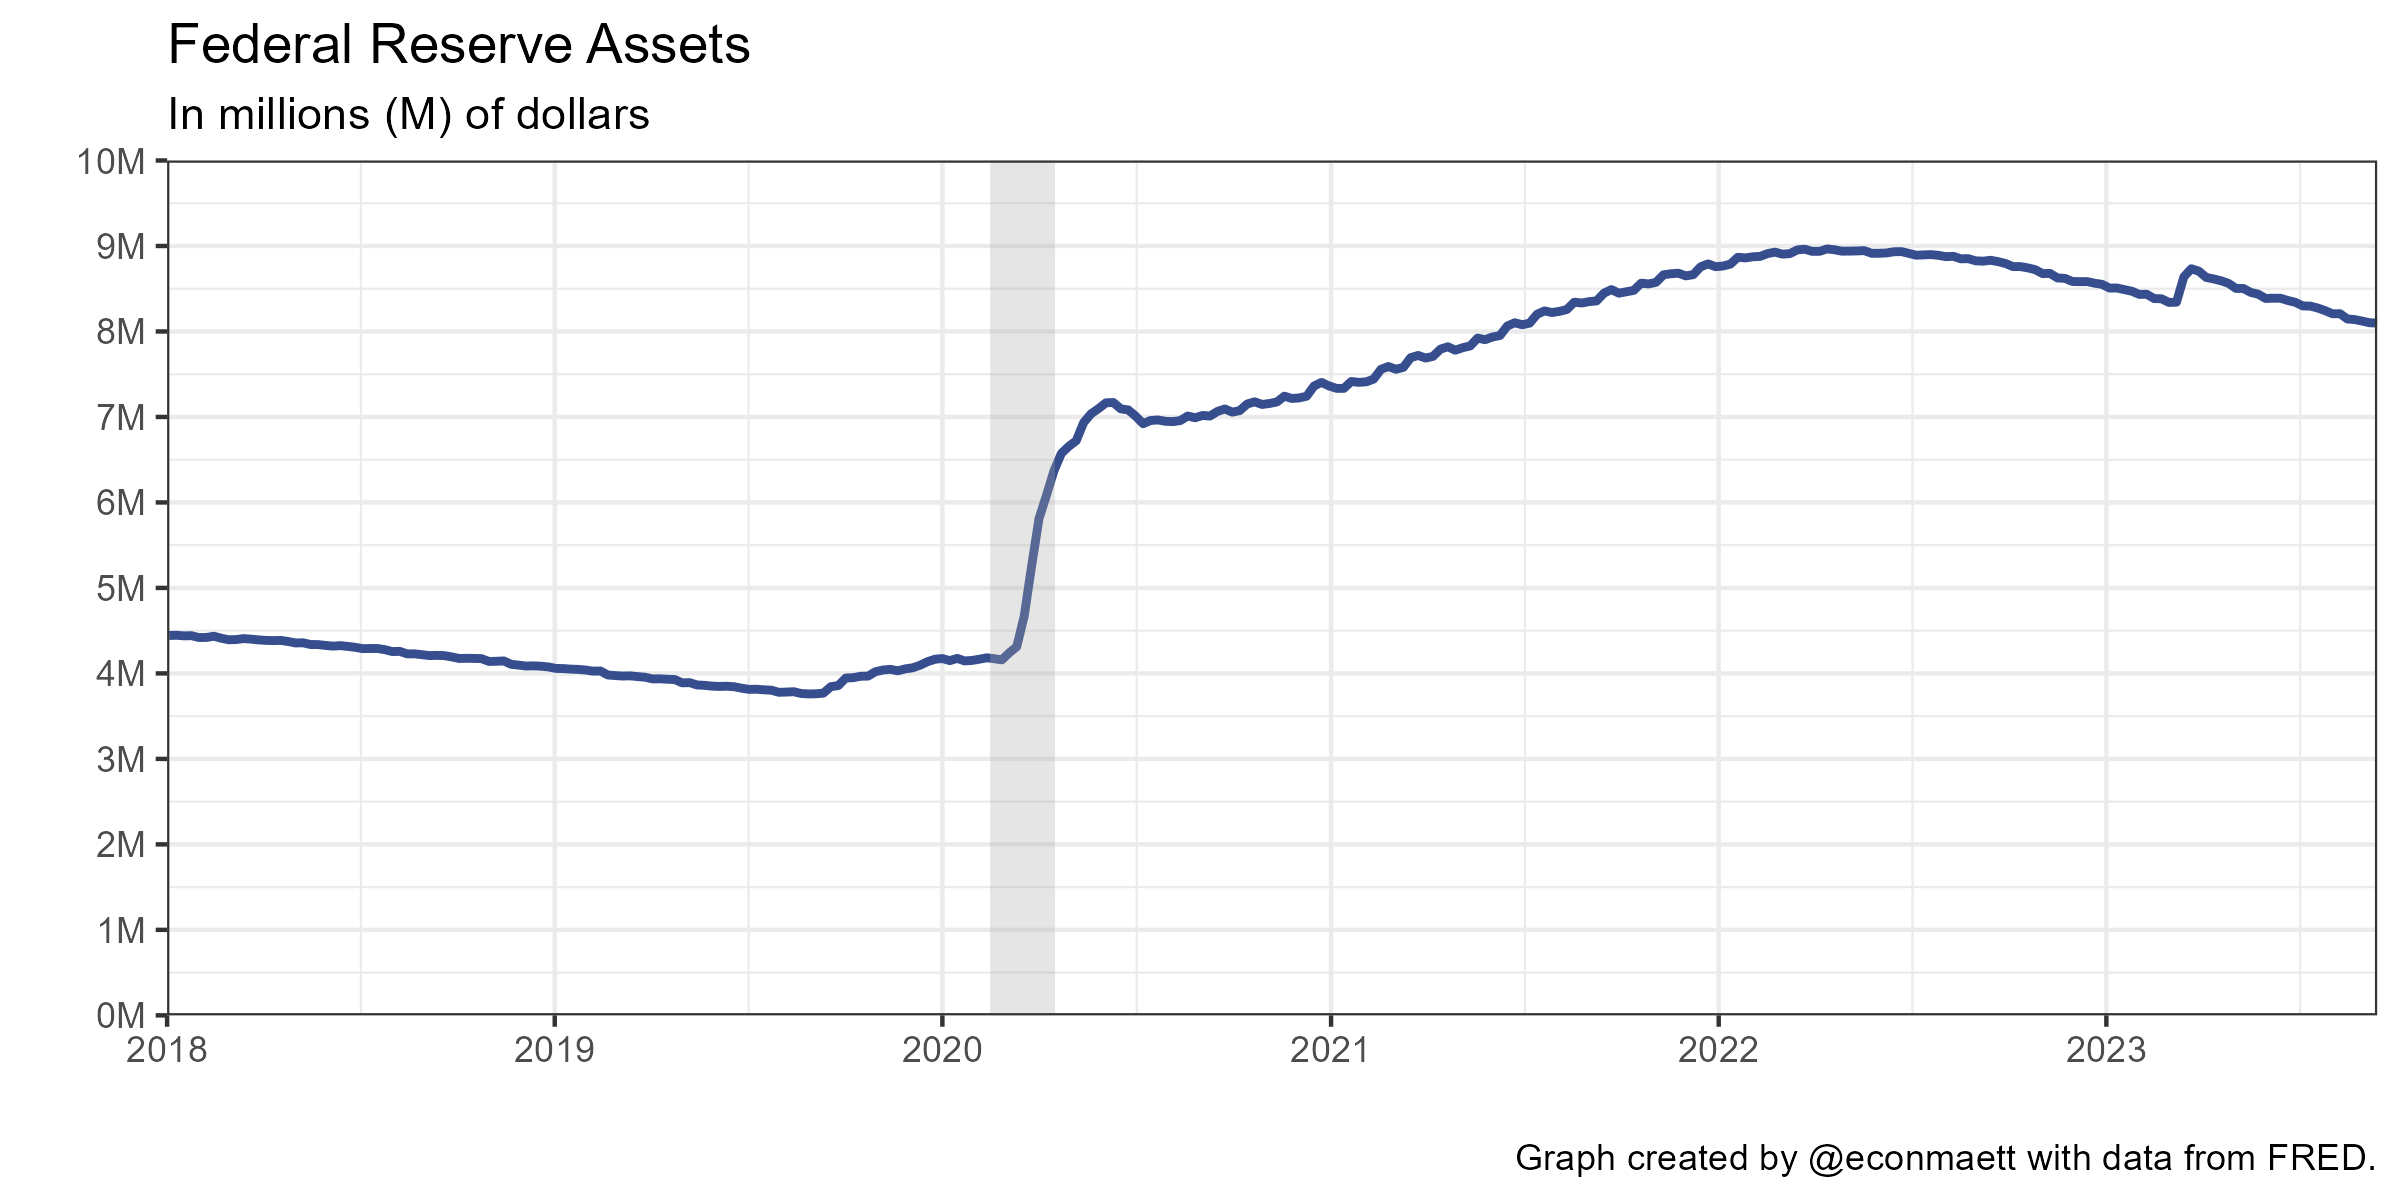 Federal Reserve Assets
In millions (M) of dollars
10M
9M
8M
7M
6M
5M
4M
3M
2M
1M
0M
2018 2019 2020 2021 2022 2023
Graph created by @econmaett with data from FRED.